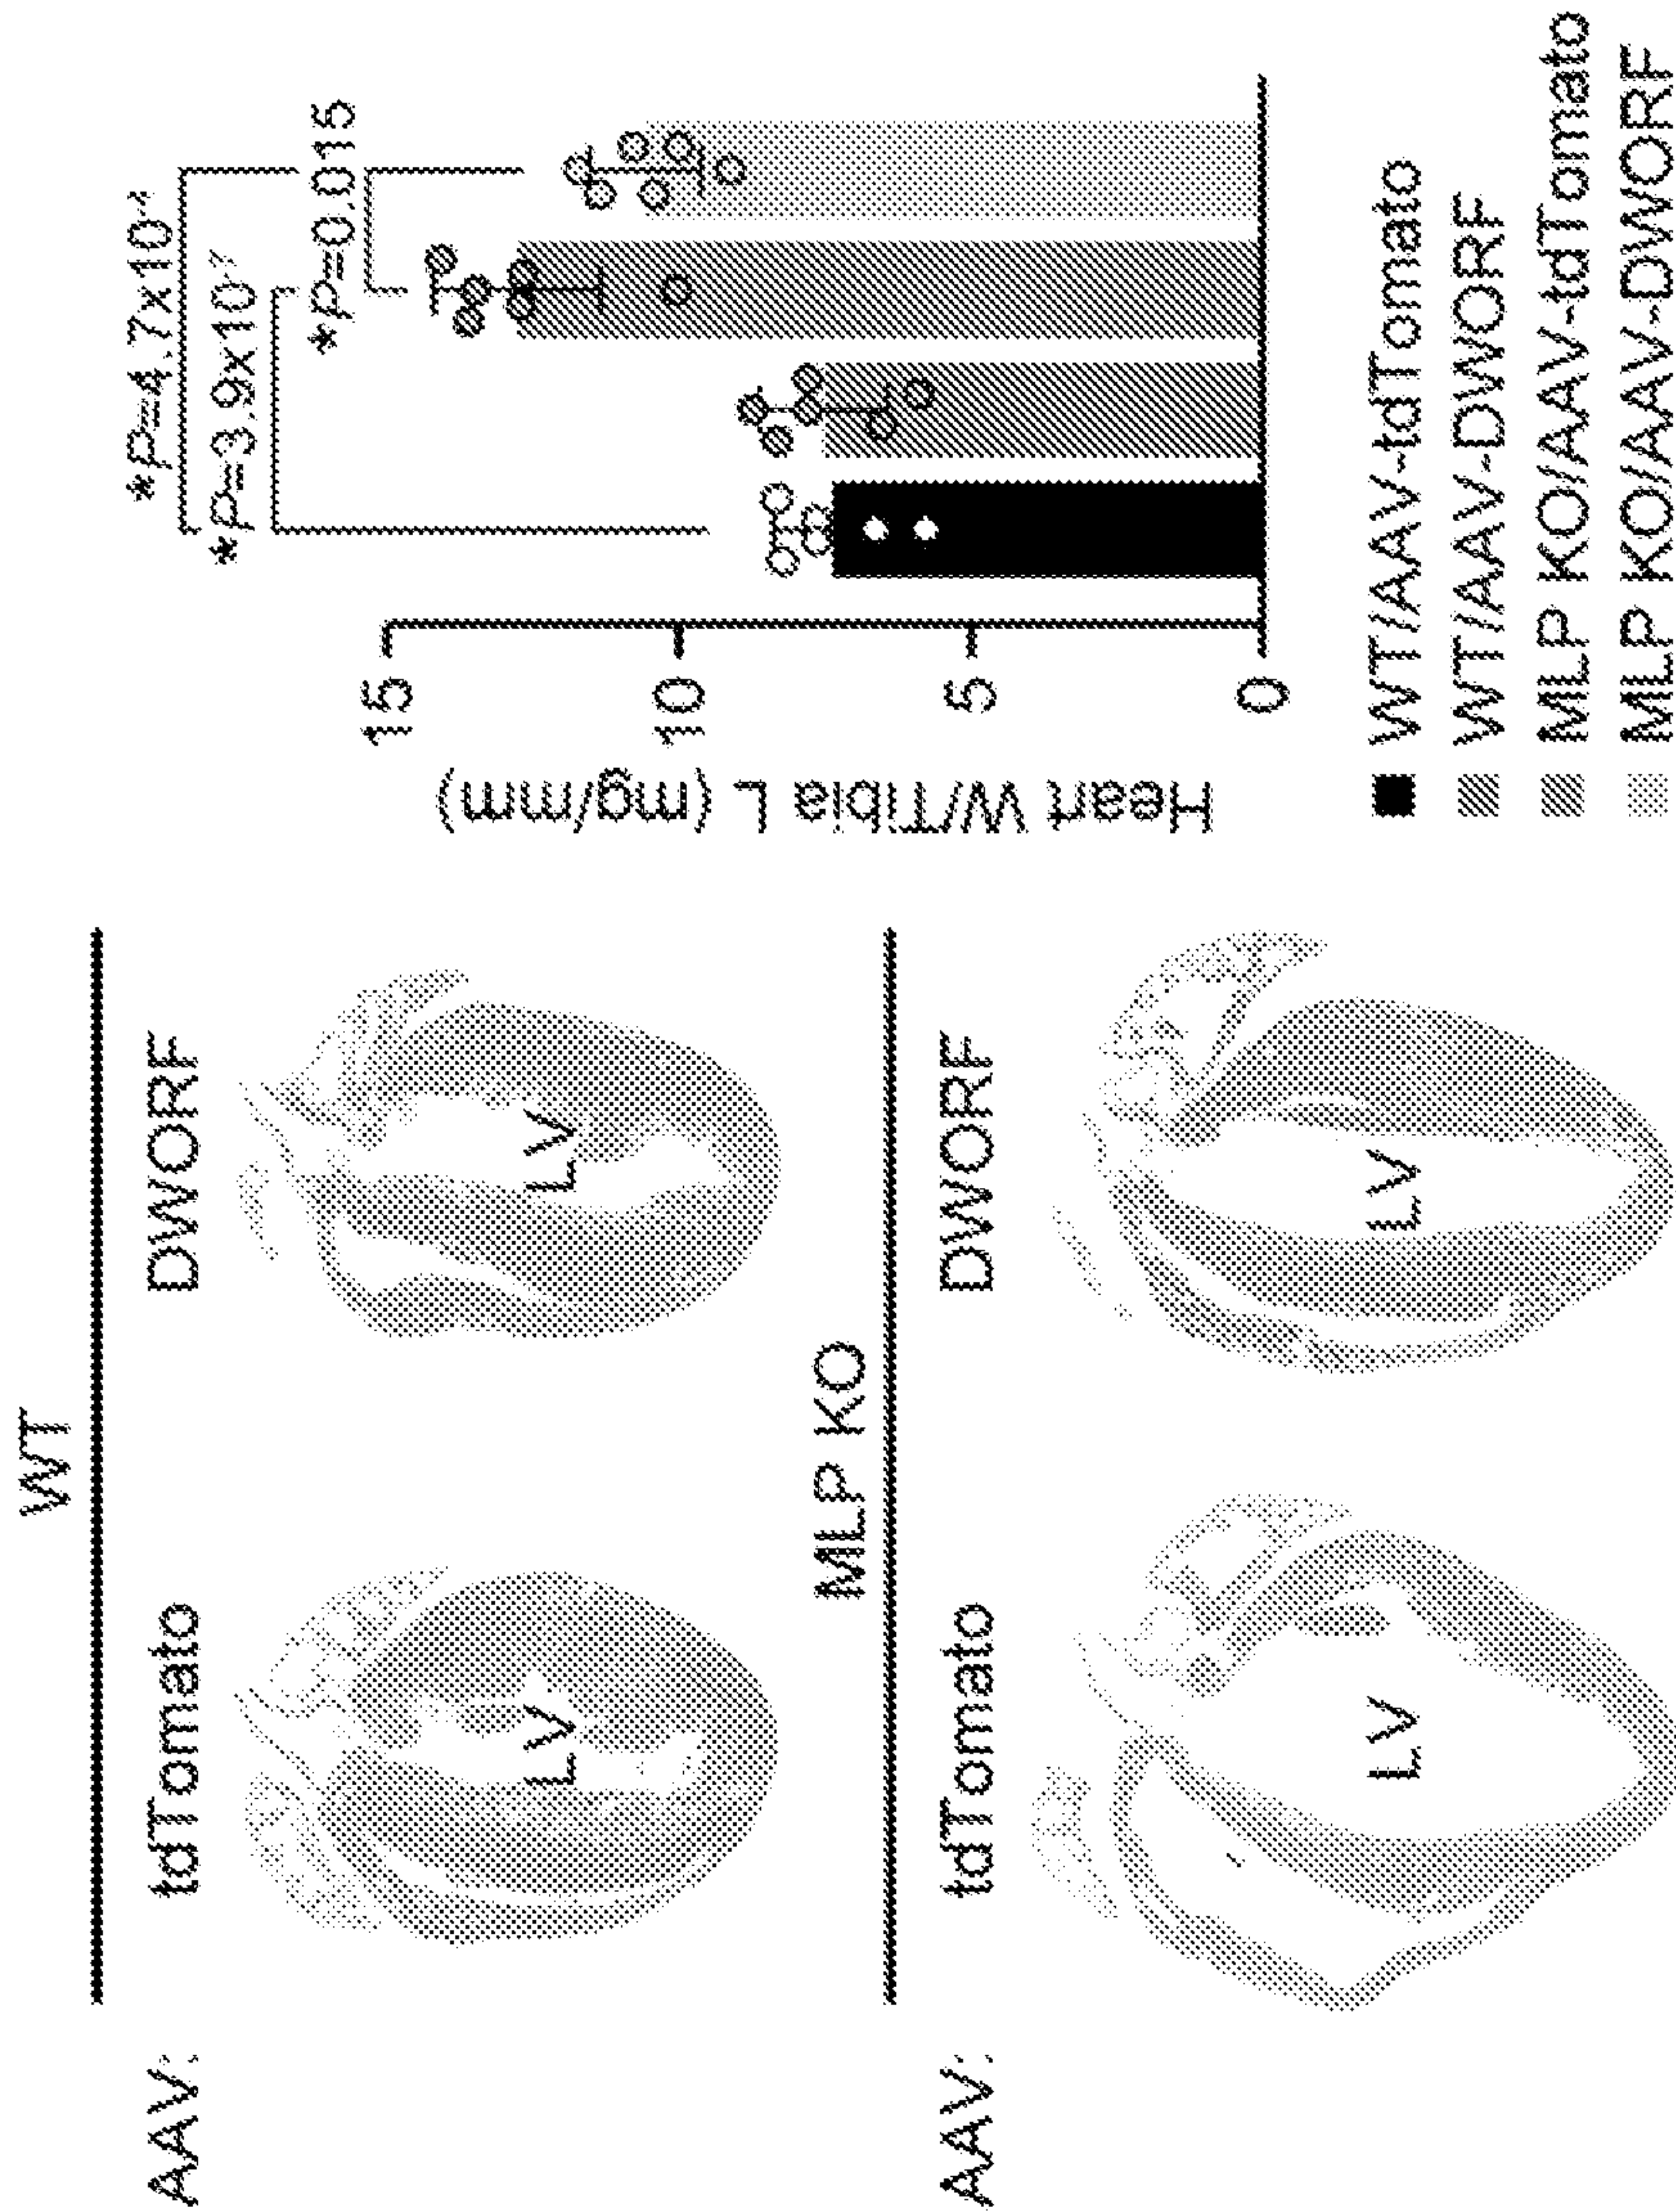 WT
AAV: tdTomato DWORF
LV LV
MLP KO
AAV: tdTomato DWORF
LV LV
*P=4.7x10⁻⁴
*P=3.9x10⁻⁷
*P=0.015
Heart W/Tibia L (mg/mm)
15
10
5
0
WT/AAV-tdTomato
WT/AAV-DWORF
MLP KO/AAV-tdTomato
MLP KO/AAV-DWORF